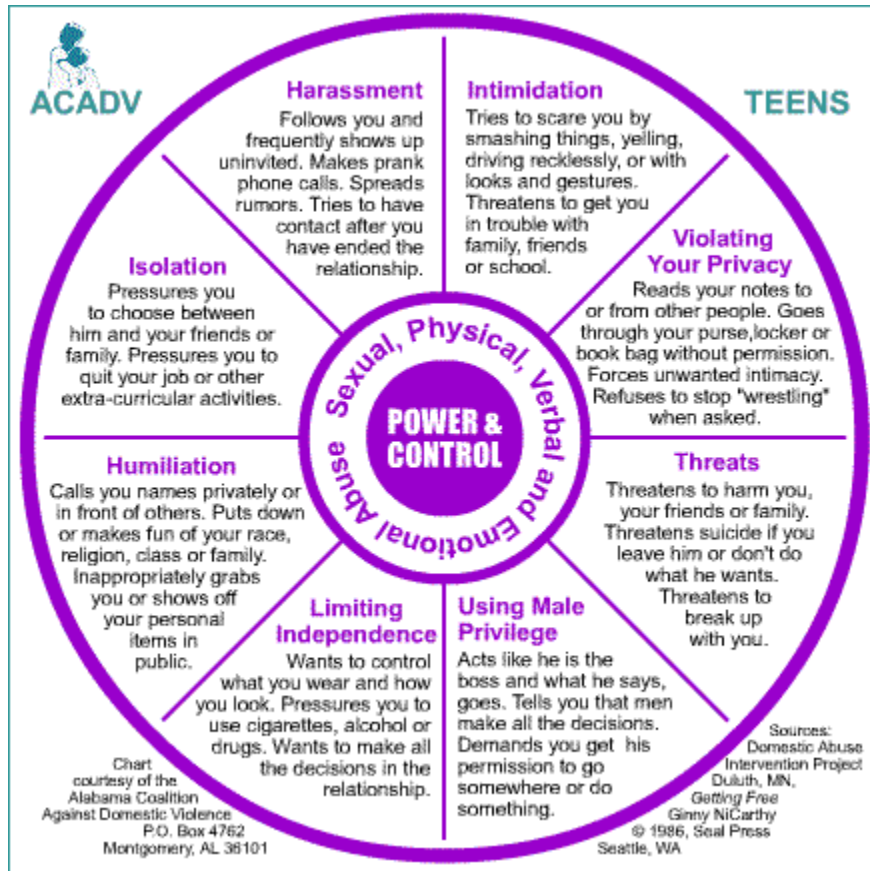 ACADV
TEENS
Harassment
Follows you and
frequently shows up
uninvited. Makes prank
phone calls. Spreads
rumors. Tries to have
contact after you
have ended the
relationship.
Intimidation
Tries to scare you by
smashing things, yelling,
driving recklessly, or with
looks and gestures.
Threatens to get you
in trouble with
family, friends
or school.
Violating
Your Privacy
Reads your notes to
or from other people. Goes
through your purse,locker or
book bag without permission.
Forces unwanted intimacy.
Refuses to stop "wrestling"
when asked.
Threats
Threatens to harm you,
your friends or family.
Threatens suicide if you
leave him or don't do
what he wants.
Threatens to
break up
with you.
Using Male
Privilege
Acts like he is the
boss and what he says,
goes. Tells you that men
make all the decisions.
Demands you get his
permission to go
somewhere or do
something.
Limiting
Independence
Wants to control
what you wear and how
you look. Pressures you to
use cigarettes, alcohol or
drugs. Wants to make all
the decisions in the
relationship.
Humiliation
Calls you names privately or
in front of others. Puts down
or makes fun of your race,
religion, class or family.
Inappropriately grabs
you or shows off
your personal
items in
public.
Isolation
Pressures you
to choose between
him and your friends or
family. Pressures you to
quit your job or other
extra-curricular activities.
Sexual, Physical, Verbal and Emotional Abuse
POWER &
CONTROL
Chart
courtesy of the
Alabama Coalition
Against Domestic Violence
P.O. Box 4762
Montgomery, AL 36101
Sources:
Domestic Abuse
Intervention Project
Duluth, MN,
Getting Free
Ginny NiCarthy
© 1986, Seal Press
Seattle, WA